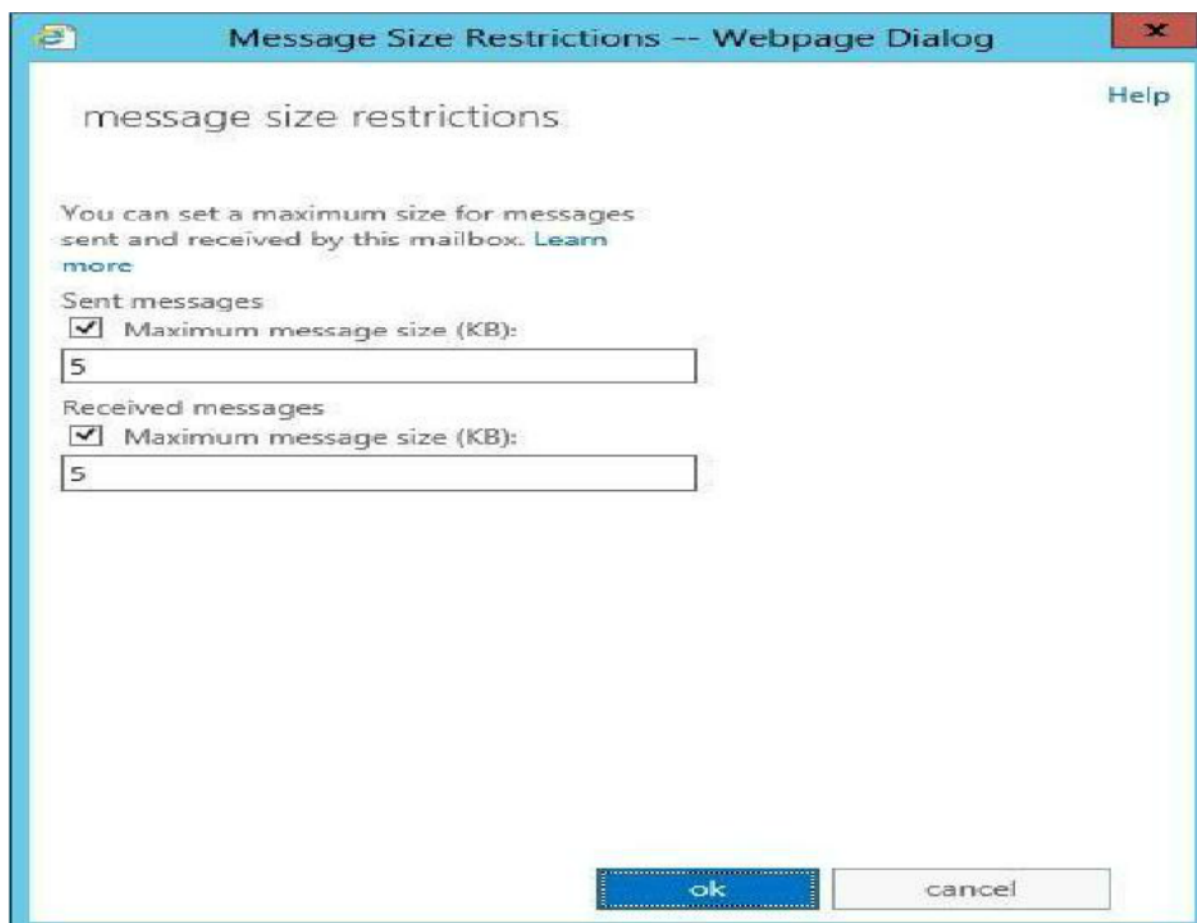 Message Size Restrictions -- Webpage Dialog
x
Help
message size restrictions
You can set a maximum size for messages
sent and received by this mailbox. Learn
more
Sent messages
Maximum message size (KB):
5
Received messages
Maximum message size (KB):
5
ok
cancel